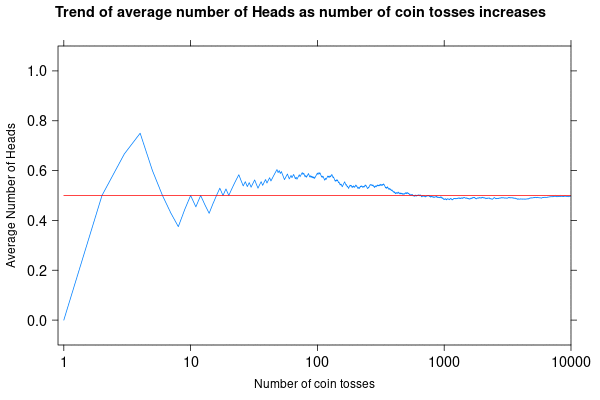 Trend of average number of Heads as number of coin tosses increases
1.0
0.8
0.6
0.4
0.2
0.0
Average Number of Heads
1 10 100 1000 10000
Number of coin tosses